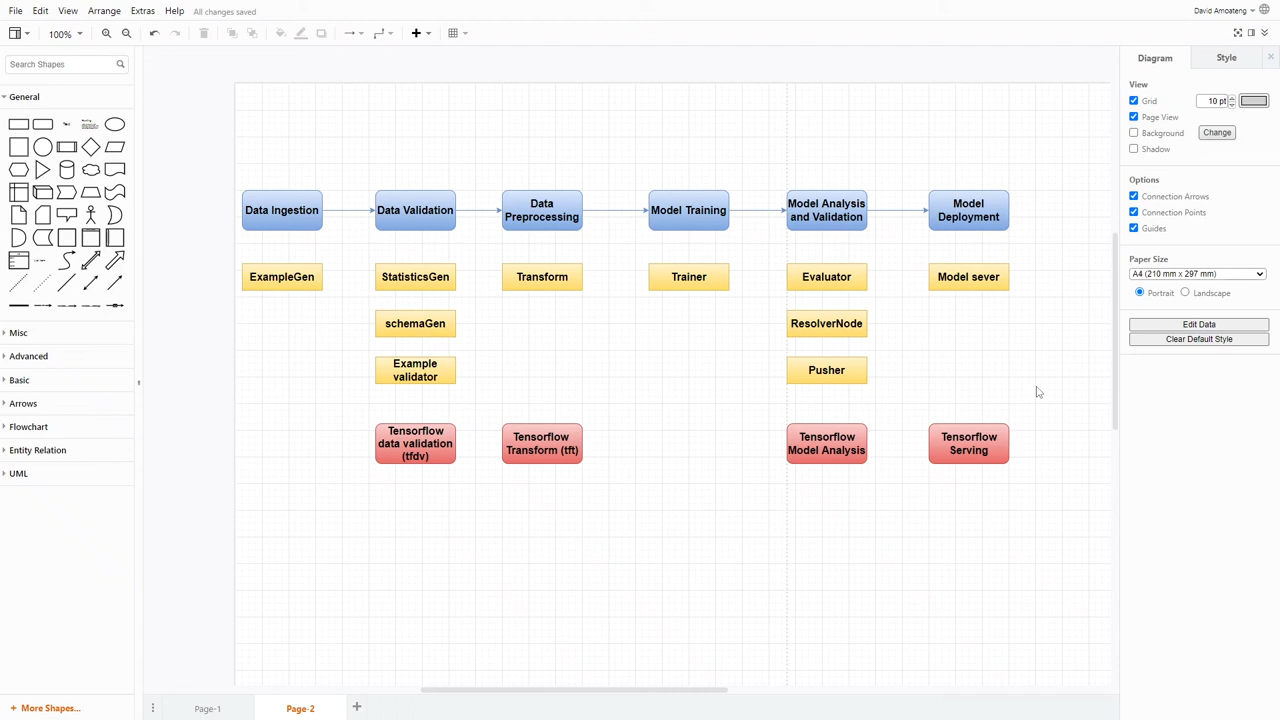 File Edit View Arrange Extras Help All changes saved
David Amoateng
100%
Search Shapes
General
Misc
Advanced
Basic
Arrows
Flowchart
Entity Relation
UML
More Shapes...
Data Ingestion
Data Validation
Data
Preprocessing
Model Training
Model Analysis
and Validation
Model
Deployment
ExampleGen
StatisticsGen
Transform
Trainer
Evaluator
Model sever
schemaGen
ResolverNode
Example
validator
Pusher
Tensorflow
data validation
(tfdv)
Tensorflow
Transform (tft)
Tensorflow
Model Analysis
Tensorflow
Serving
Diagram Style
View
Grid 10 pt
Page View
Background Change
Shadow
Options
Connection Arrows
Connection Points
Guides
Paper Size
A4 (210 mm x 297 mm)
Portrait Landscape
Edit Data
Clear Default Style
Page-1 Page-2